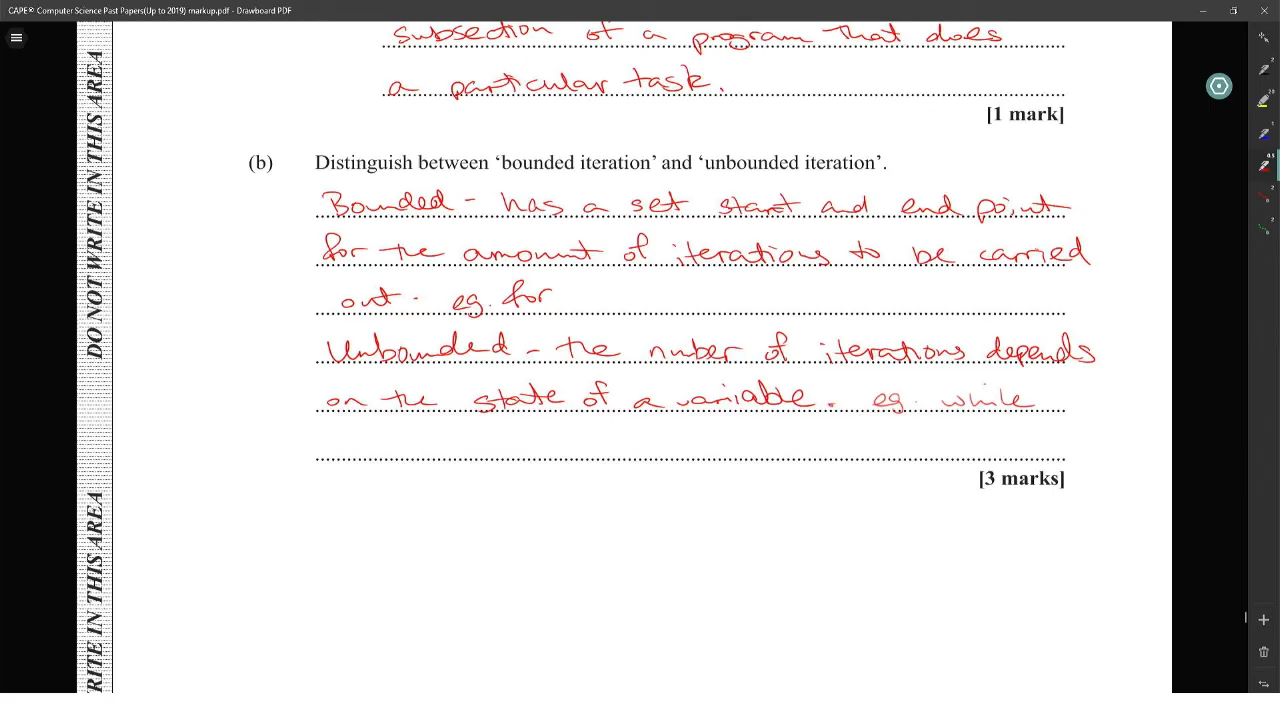 CAPE® Computer Science Past Papers(Up to 2019) markup.pdf - Drawboard PDF
subsection of a program that does
a particular task.
[1 mark]
(b) Distinguish between ‘bounded iteration’ and ‘unbounded iteration’.
Bounded - has a set start and end point
for the amount of iterations to be carried
out. eg. for
Unbounded the nuber of iterations depends
on the state of a variable. eg. while
[3 marks]
DO NOT WRITE IN THIS AREA
RITE IN THIS AREA